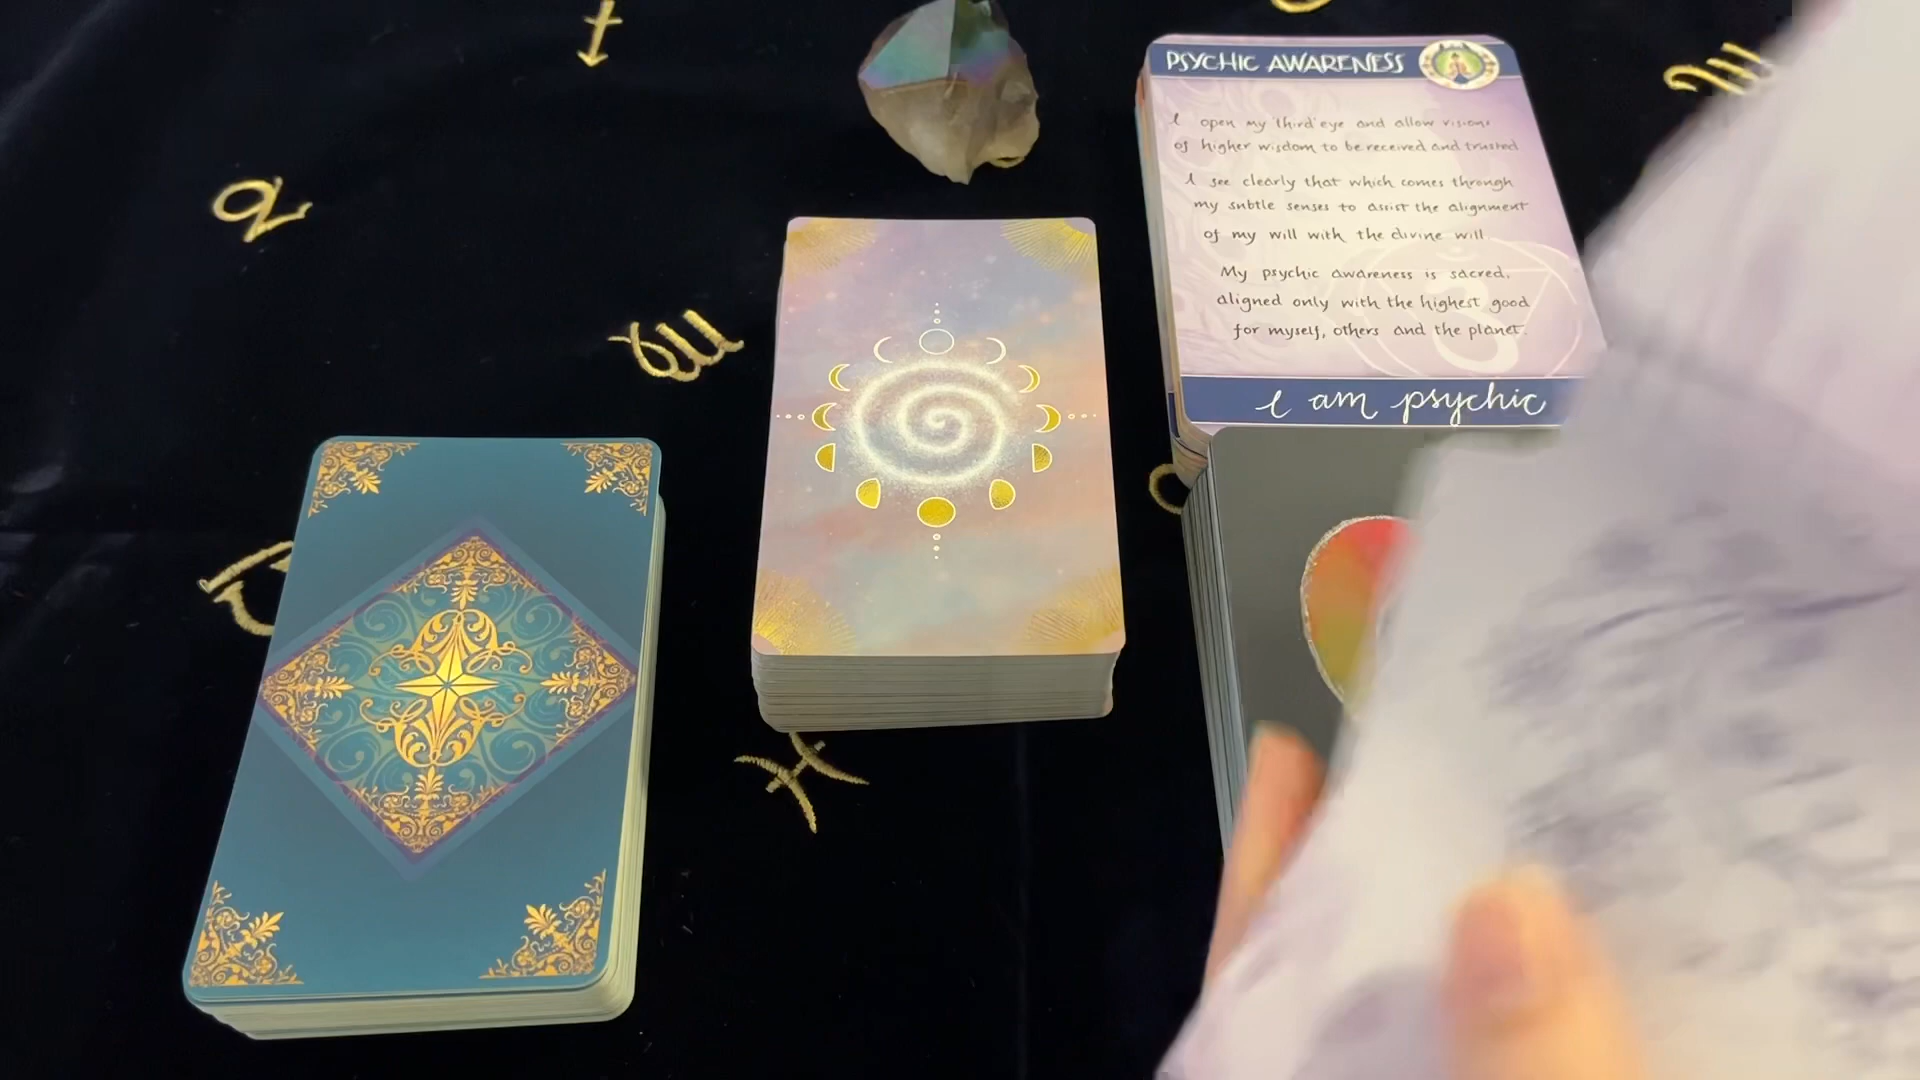 PSYCHIC AWARENESS
I open my third eye and allow visions
of higher wisdom to be received and trusted
I see clearly that which comes through
my subtle senses to assist the alignment
of my will with the divine will.
My psychic awareness is sacred,
aligned only with the highest good
for myself, others and the planet.
I am psychic